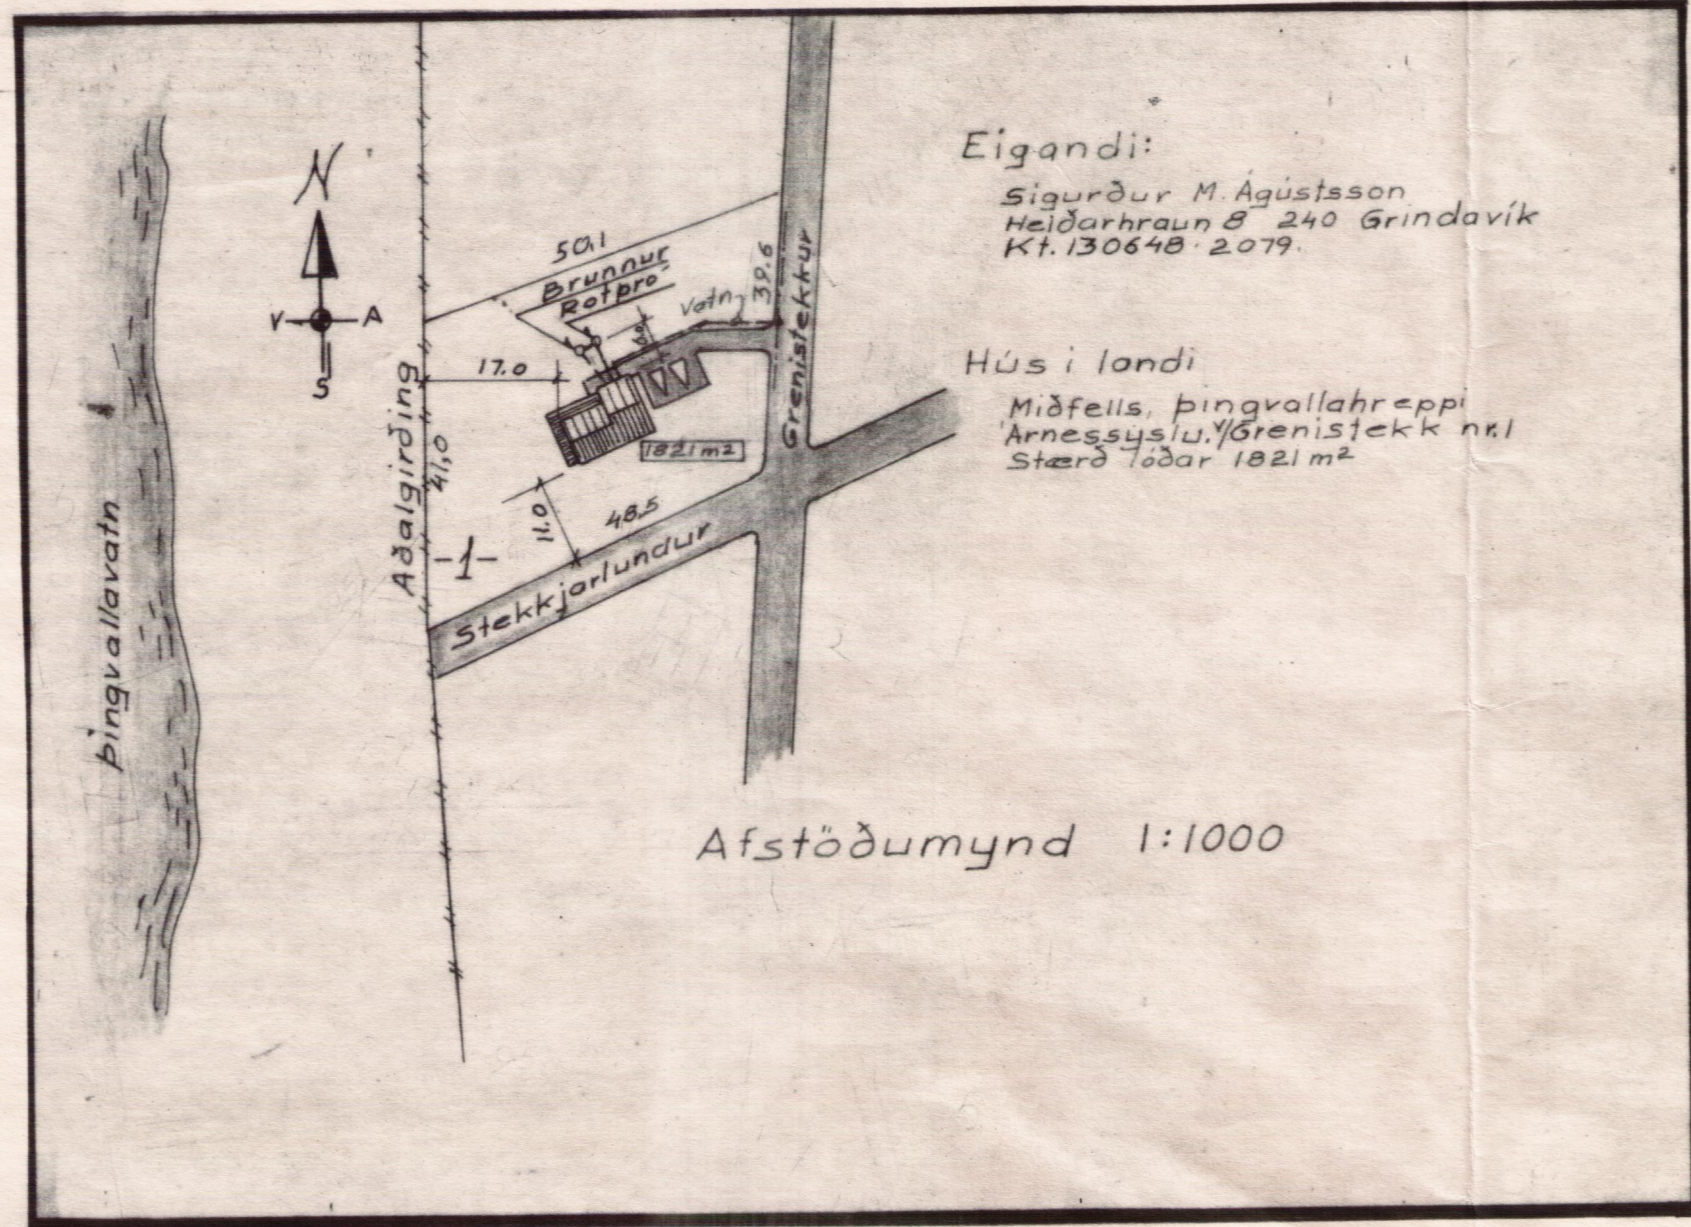 N
V A
S
Þingvallavatn
Aðalgirðing
41,0
50,1
Brunnur
Rotþró
Vatn
39.6
6.0
17.0
Grenistekkur
1821 m²
11.0
48,5
-1-
Stekkjarlundur
Eigandi:
Sigurður M. Ágústsson
Heiðarhraun 8 240 Grindavík
Kt. 130648-2079.
Hús i landi
Miðfells, Þingvallahreppi
Árnessýslu. v/Grenistekk nr.1
Stærð lóðar 1821 m²
Afstöðumynd 1:1000